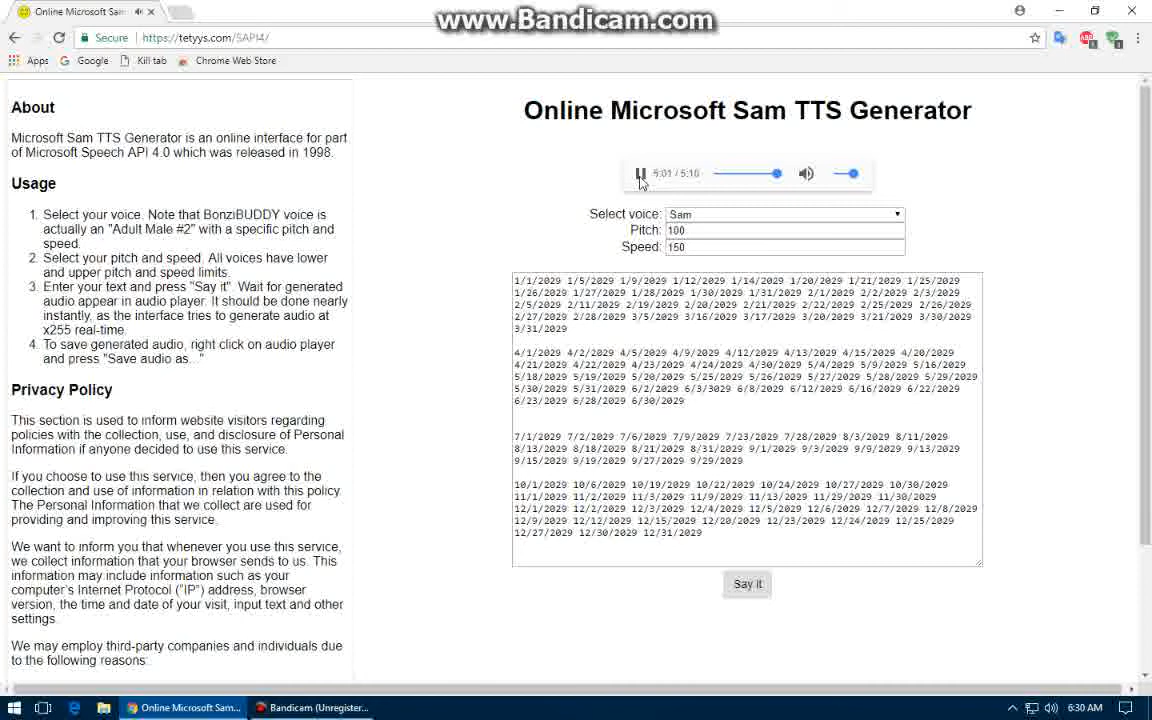 www.Bandicam.com
Online Microsoft Sam
Secure https://tetyys.com/SAPI4/
Apps Google Kill tab Chrome Web Store
About
Microsoft Sam TTS Generator is an online interface for part
of Microsoft Speech API 4.0 which was released in 1998.
Usage
1. Select your voice. Note that BonziBUDDY voice is
actually an "Adult Male #2" with a specific pitch and
speed.
2. Select your pitch and speed. All voices have lower
and upper pitch and speed limits.
3. Enter your text and press "Say it". Wait for generated
audio appear in audio player. It should be done nearly
instantly, as the interface tries to generate audio at
x255 real-time.
4. To save generated audio, right click on audio player
and press "Save audio as..."
Privacy Policy
This section is used to inform website visitors regarding
policies with the collection, use, and disclosure of Personal
Information if anyone decided to use this service.
If you choose to use this service, then you agree to the
collection and use of information in relation with this policy.
The Personal Information that we collect are used for
providing and improving this service.
We want to inform you that whenever you use this service,
we collect information that your browser sends to us. This
information may include information such as your
computer's Internet Protocol ("IP") address, browser
version, the time and date of your visit, input text and other
settings.
We may employ third-party companies and individuals due
to the following reasons:
Online Microsoft Sam TTS Generator
5:01 / 5:10
Select voice: Sam
Pitch: 100
Speed: 150
1/1/2029 1/5/2029 1/9/2029 1/12/2029 1/14/2029 1/20/2029 1/21/2029 1/25/2029
1/26/2029 1/27/2029 1/28/2029 1/30/2029 1/31/2029 2/1/2029 2/2/2029 2/3/2029
2/5/2029 2/11/2029 2/19/2029 2/20/2029 2/21/2029 2/22/2029 2/25/2029 2/26/2029
2/27/2029 2/28/2029 3/5/2029 3/16/2029 3/17/2029 3/20/2029 3/21/2029 3/30/2029
3/31/2029
4/1/2029 4/2/2029 4/5/2029 4/9/2029 4/12/2029 4/13/2029 4/15/2029 4/20/2029
4/21/2029 4/22/2029 4/23/2029 4/24/2029 4/30/2029 5/4/2029 5/9/2029 5/16/2029
5/18/2029 5/19/2029 5/20/2029 5/25/2029 5/26/2029 5/27/2029 5/28/2029 5/29/2029
5/30/2029 5/31/2029 6/2/2029 6/3/3029 6/8/2029 6/12/2029 6/16/2029 6/22/2029
6/23/2029 6/28/2029 6/30/2029
7/1/2029 7/2/2029 7/6/2029 7/9/2029 7/23/2029 7/28/2029 8/3/2029 8/11/2029
8/13/2029 8/18/2029 8/21/2029 8/31/2029 9/1/2029 9/3/2029 9/9/2029 9/13/2029
9/15/2029 9/19/2029 9/27/2029 9/29/2029
10/1/2029 10/6/2029 10/19/2029 10/22/2029 10/24/2029 10/27/2029 10/30/2029
11/1/2029 11/2/2029 11/3/2029 11/9/2029 11/13/2029 11/29/2029 11/30/2029
12/1/2029 12/2/2029 12/3/2029 12/4/2029 12/5/2029 12/6/2029 12/7/2029 12/8/2029
12/9/2029 12/12/2029 12/15/2029 12/20/2029 12/23/2029 12/24/2029 12/25/2029
12/27/2029 12/30/2029 12/31/2029
Say it
Online Microsoft Sam... Bandicam (Unregister... 6:30 AM